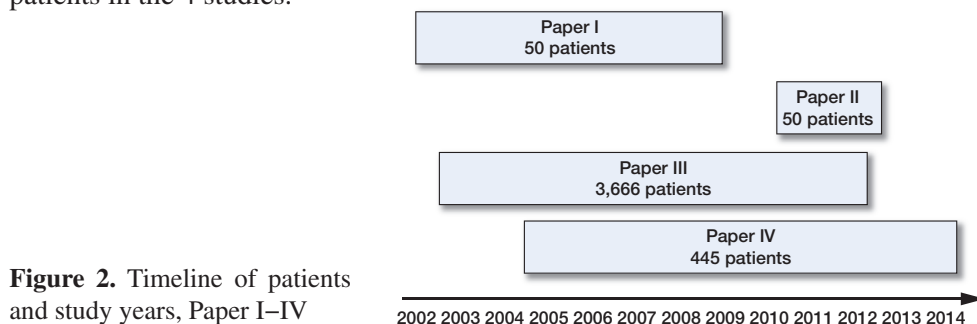 patients in the 4 studies.
Paper I
50 patients
Paper II
50 patients
Paper III
3,666 patients
Paper IV
445 patients
Figure 2. Timeline of patients
and study years, Paper I–IV
2002 2003 2004 2005 2006 2007 2008 2009 2010 2011 2012 2013 2014